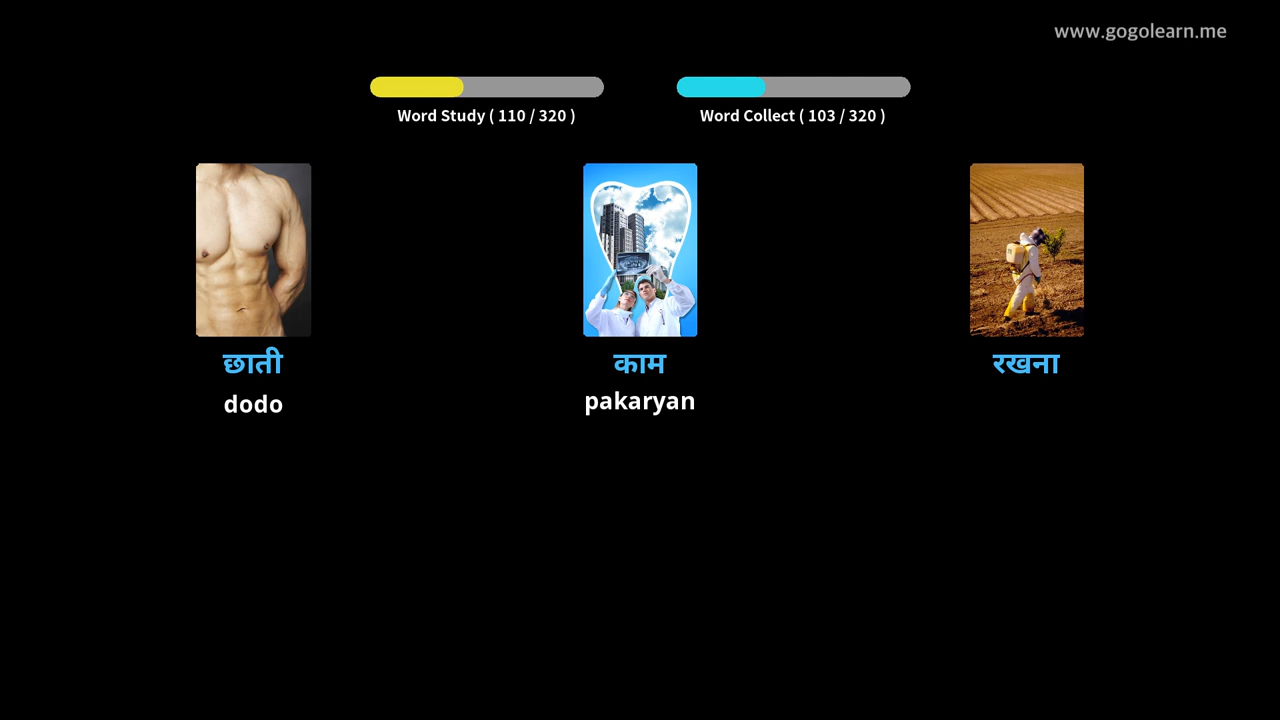 www.gogolearn.me
Word Study ( 110 / 320 )
Word Collect ( 103 / 320 )
छाती
काम
रखना
dodo
pakaryan